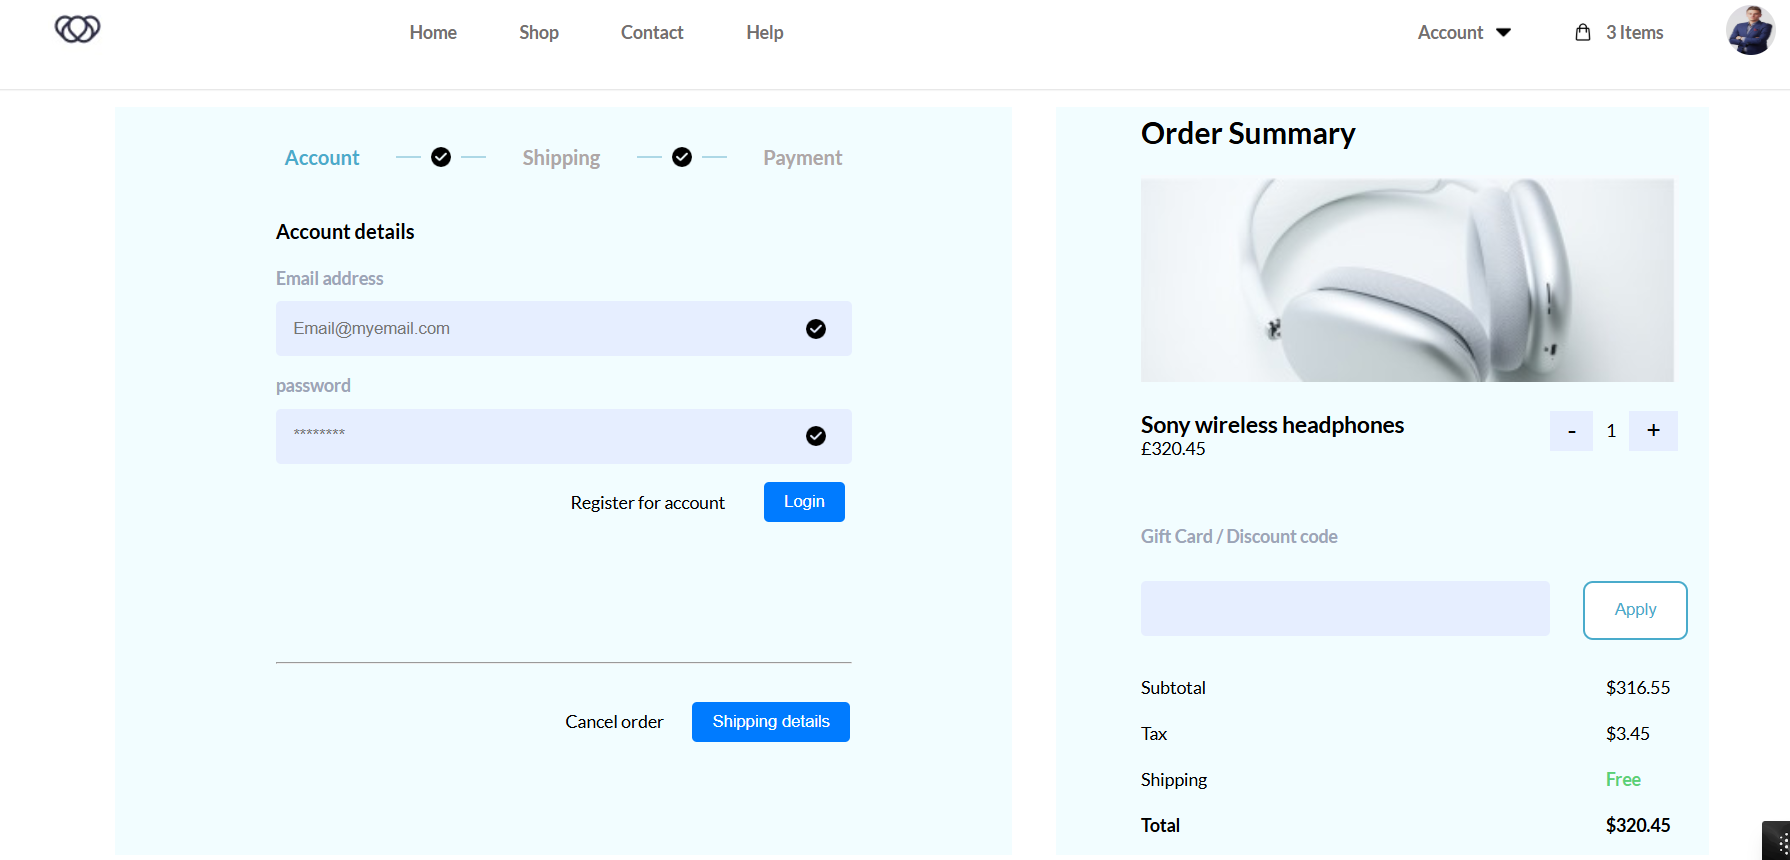 Home Shop Contact Help Account 3 Items
Account Shipping Payment
Account details
Email address
Email@myemail.com
password
********
Register for account Login
Cancel order Shipping details
Order Summary
Sony wireless headphones
£320.45
- 1 +
Gift Card / Discount code
Apply
Subtotal $316.55
Tax $3.45
Shipping Free
Total $320.45